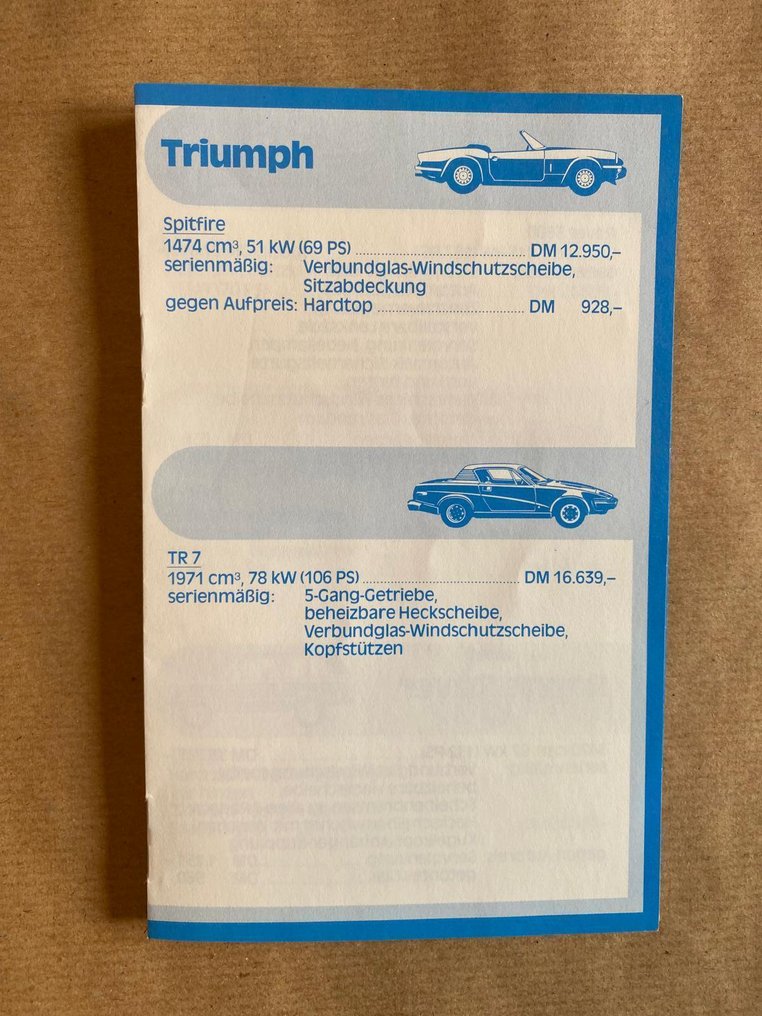 Triumph
Spitfire
1474 cm³, 51 kW (69 PS) ................................................ DM 12.950,–
serienmäßig: Verbundglas-Windschutzscheibe,
Sitzabdeckung
gegen Aufpreis: Hardtop .......................................... DM 928,–
TR 7
1971 cm³, 78 kW (106 PS) ............................................. DM 16.639,–
serienmäßig: 5-Gang-Getriebe,
beheizbare Heckscheibe,
Verbundglas-Windschutzscheibe,
Kopfstützen